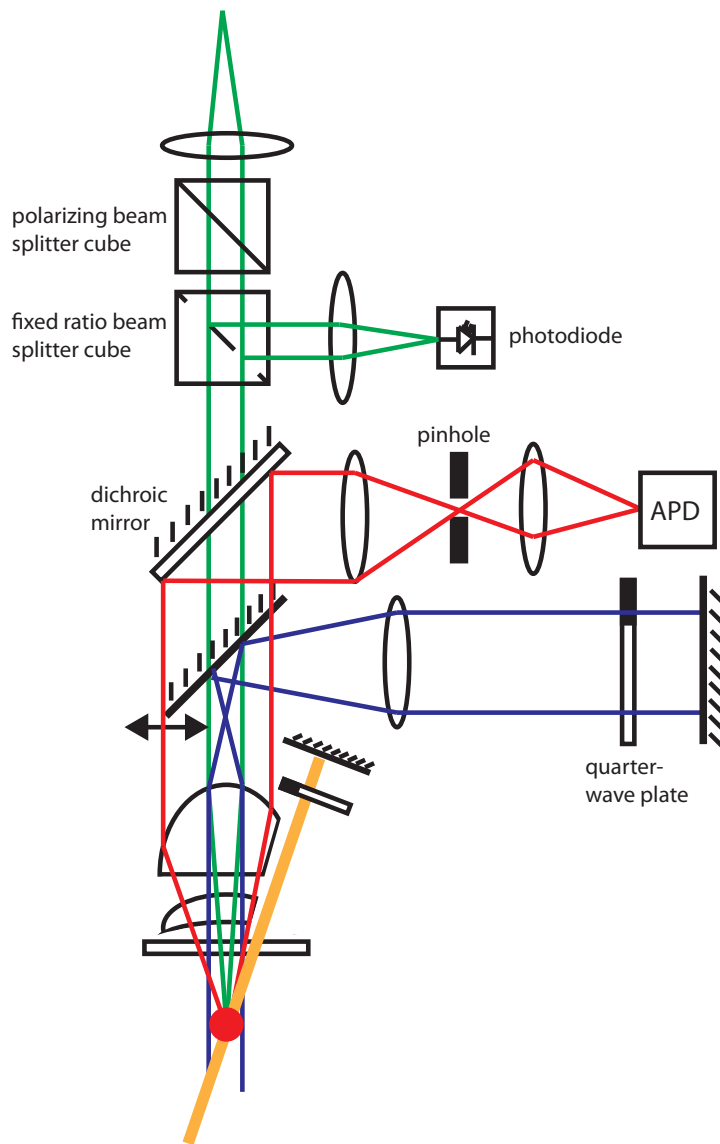 polarizing beam
splitter cube
fixed ratio beam
splitter cube
photodiode
pinhole
dichroic
mirror
APD
quarter-
wave plate